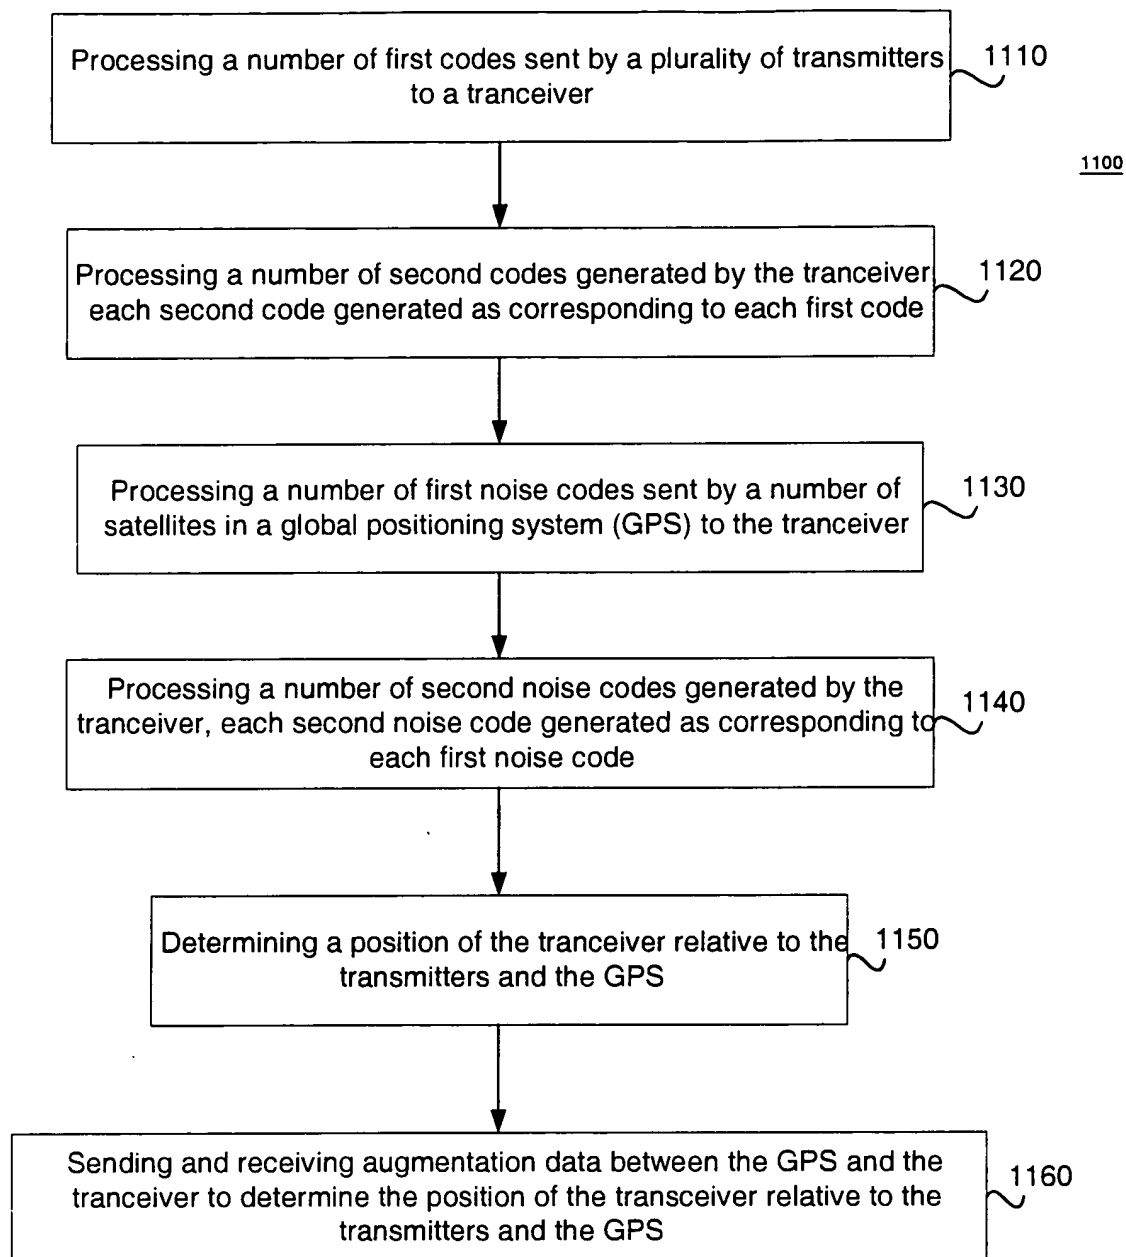 Processing a number of first codes sent by a plurality of transmitters
to a tranceiver
1110
1100
Processing a number of second codes generated by the tranceiver,
each second code generated as corresponding to each first code
1120
Processing a number of first noise codes sent by a number of
satellites in a global positioning system (GPS) to the tranceiver
1130
Processing a number of second noise codes generated by the
tranceiver, each second noise code generated as corresponding to
each first noise code
1140
Determining a position of the tranceiver relative to the
transmitters and the GPS
1150
Sending and receiving augmentation data between the GPS and the
tranceiver to determine the position of the transceiver relative to the
transmitters and the GPS
1160